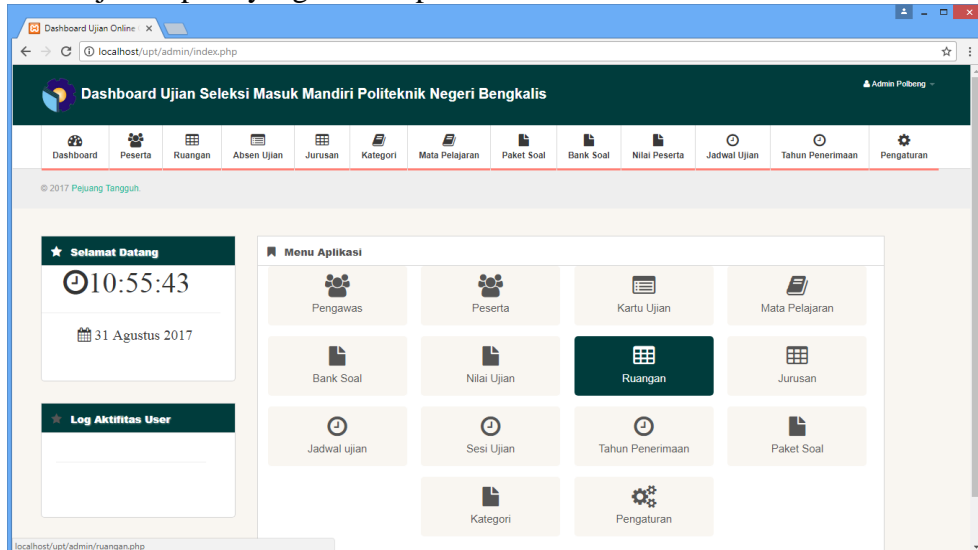 Dashboard Ujian Online
localhost/upt/admin/index.php
Dashboard Ujian Seleksi Masuk Mandiri Politeknik Negeri Bengkalis
Admin Polbeng
Dashboard Peserta Ruangan Absen Ujian Jurusan Kategori Mata Pelajaran Paket Soal Bank Soal Nilai Peserta Jadwal Ujian Tahun Penerimaan Pengaturan
© 2017 Pejuang Tangguh.
Selamat Datang
10:55:43
31 Agustus 2017
Log Aktifitas User
Menu Aplikasi
Pengawas Peserta Kartu Ujian Mata Pelajaran
Bank Soal Nilai Ujian Ruangan Jurusan
Jadwal ujian Sesi Ujian Tahun Penerimaan Paket Soal
Kategori Pengaturan
localhost/upt/admin/ruangan.php